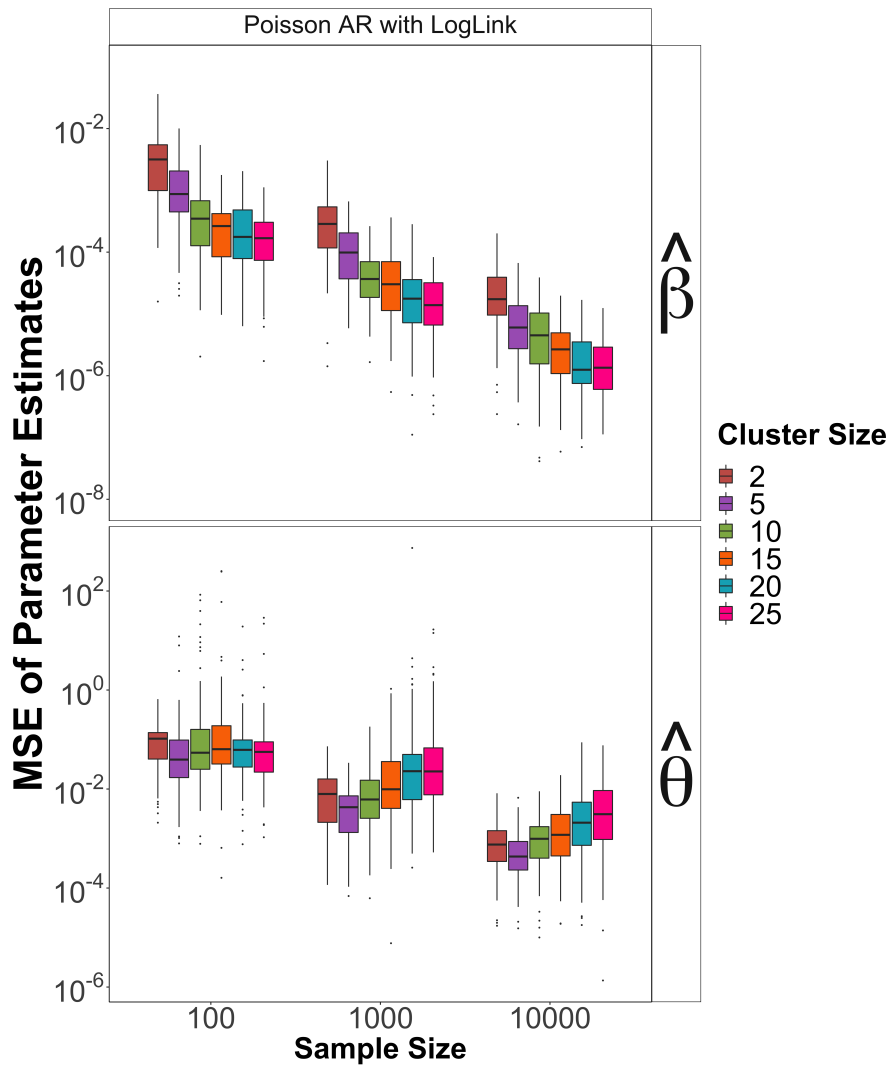 Poisson AR with LogLink
MSE of Parameter Estimates
10^-2
10^-4
10^-6
10^-8
β̂
10^2
10^0
10^-2
10^-4
10^-6
θ̂
100 1000 10000
Sample Size
Cluster Size
2
5
10
15
20
25